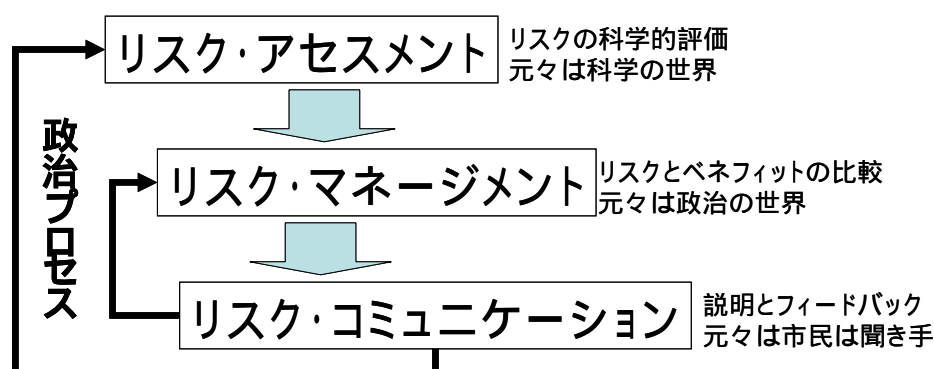 リスク・アセスメント
リスクの科学的評価
元々は科学の世界
政治プロセス
リスク・マネージメント
リスクとベネフィットの比較
元々は政治の世界
リスク・コミュニケーション
説明とフィードバック
元々は市民は聞き手